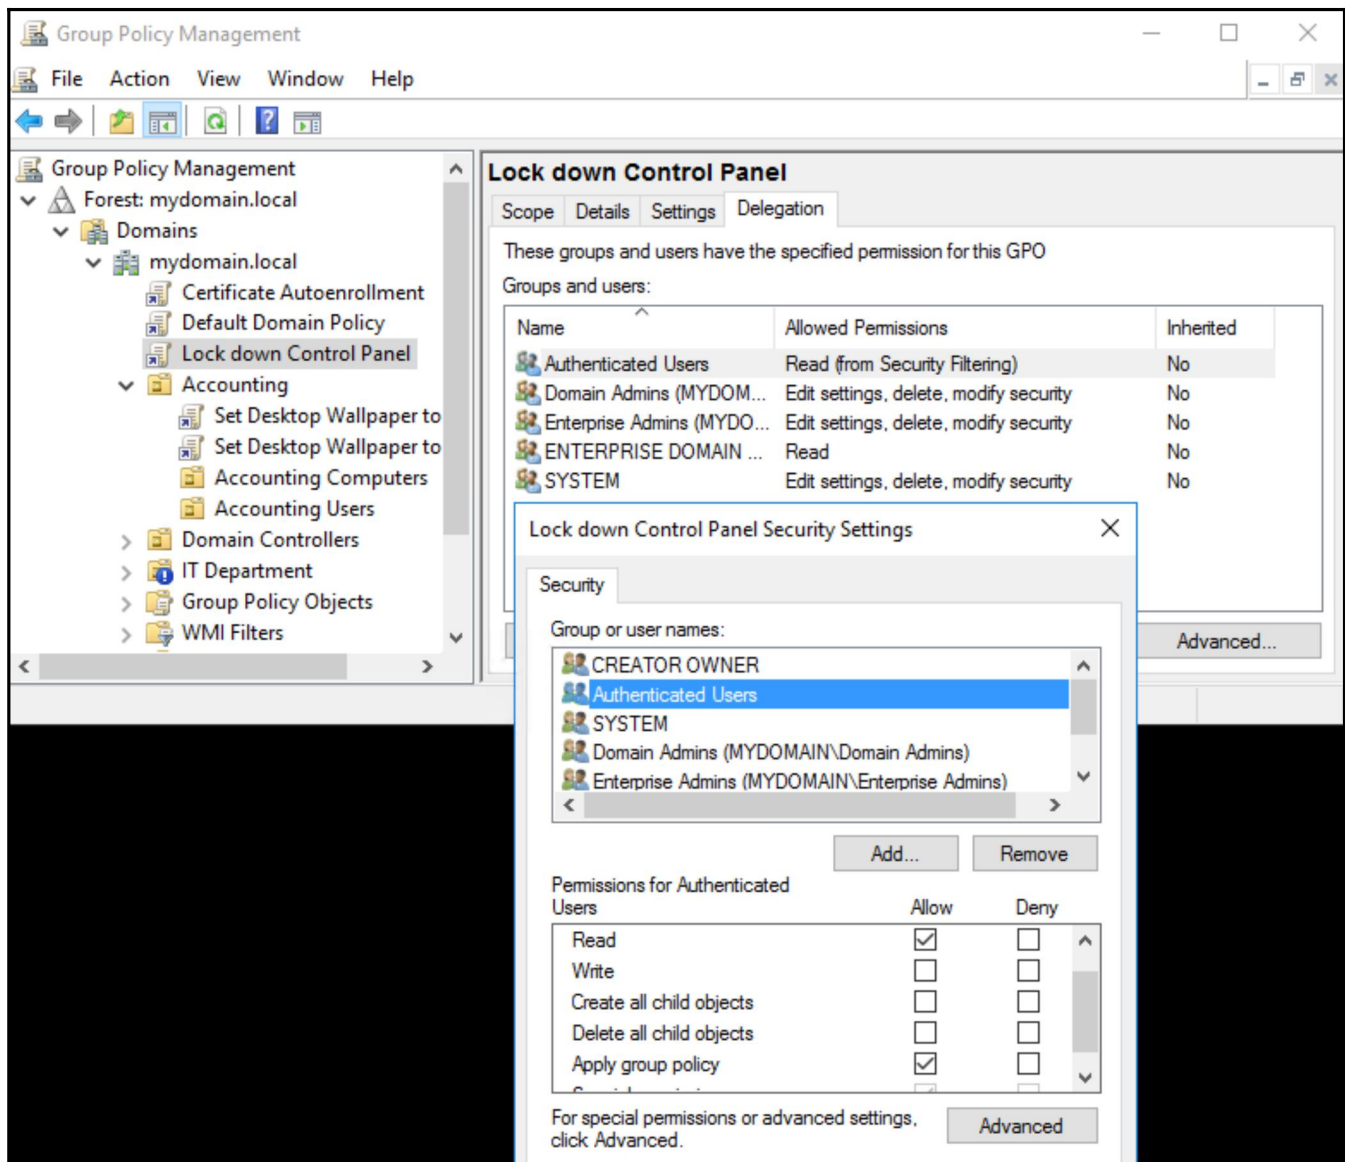 Group Policy Management
File Action View Window Help
Group Policy Management
Forest: mydomain.local
Domains
mydomain.local
Certificate Autoenrollment
Default Domain Policy
Lock down Control Panel
Accounting
Set Desktop Wallpaper to
Set Desktop Wallpaper to
Accounting Computers
Accounting Users
Domain Controllers
IT Department
Group Policy Objects
WMI Filters
Lock down Control Panel
Scope Details Settings Delegation
These groups and users have the specified permission for this GPO
Groups and users:
Name Allowed Permissions Inherited
Authenticated Users Read (from Security Filtering) No
Domain Admins (MYDOM... Edit settings, delete, modify security No
Enterprise Admins (MYDO... Edit settings, delete, modify security No
ENTERPRISE DOMAIN ... Read No
SYSTEM Edit settings, delete, modify security No
Advanced...
Lock down Control Panel Security Settings
Security
Group or user names:
CREATOR OWNER
Authenticated Users
SYSTEM
Domain Admins (MYDOMAIN\Domain Admins)
Enterprise Admins (MYDOMAIN\Enterprise Admins)
Add... Remove
Permissions for Authenticated
Users Allow Deny
Read
Write
Create all child objects
Delete all child objects
Apply group policy
For special permissions or advanced settings,
click Advanced.
Advanced